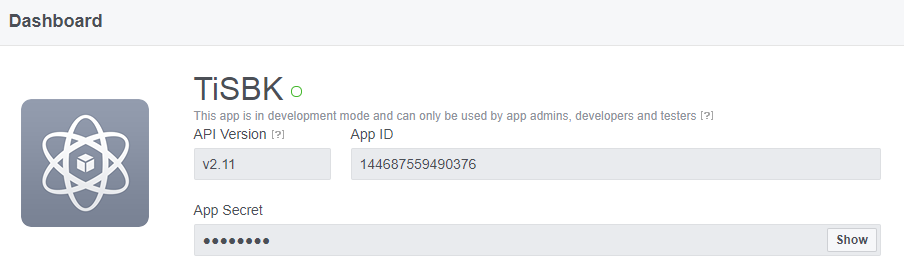 Dashboard
TiSBK
This app is in development mode and can only be used by app admins, developers and testers [?]
API Version [?] App ID
v2.11 144687559490376
App Secret
●●●●●●●● Show